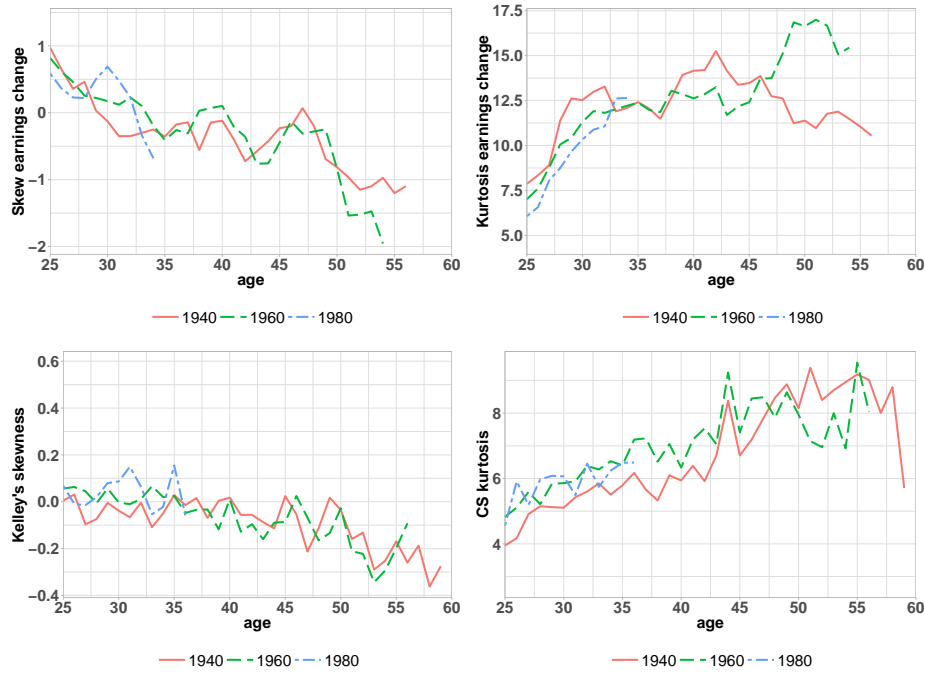 Skew earnings change
1
0
−1
−2
25 30 35 40 45 50 55 60
age
1940 1960 1980
Kurtosis earnings change
17.5
15.0
12.5
10.0
7.5
5.0
25 30 35 40 45 50 55 60
age
1940 1960 1980
Kelley's skewness
0.6
0.4
0.2
0.0
−0.2
−0.4
25 30 35 40 45 50 55 60
age
1940 1960 1980
CS kurtosis
8
6
4
25 30 35 40 45 50 55 60
age
1940 1960 1980